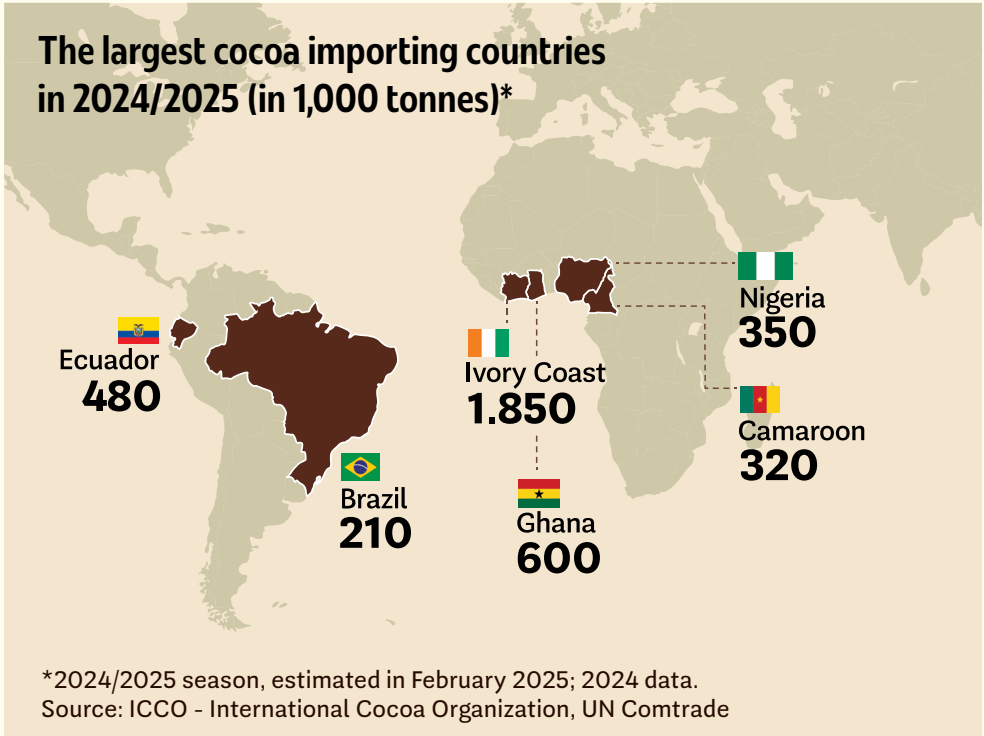 The largest cocoa importing countries
in 2024/2025 (in 1,000 tonnes)*
Nigeria
350
Ecuador
480
Ivory Coast
1.850
Camaroon
320
Brazil
210
Ghana
600
*2024/2025 season, estimated in February 2025; 2024 data.
Source: ICCO - International Cocoa Organization, UN Comtrade